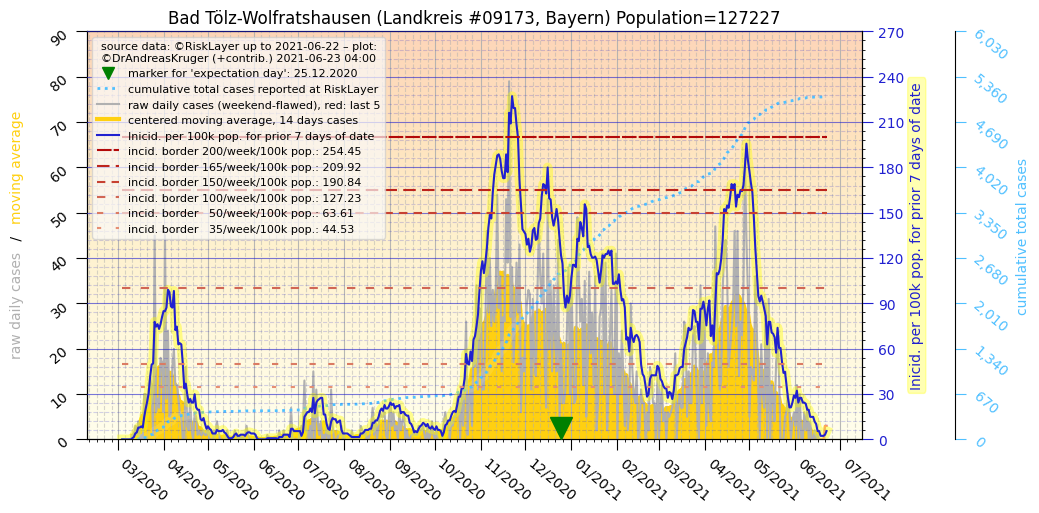 Bad Tölz-Wolfratshausen (Landkreis #09173, Bayern) Population=127227
source data: ©RiskLayer up to 2021-06-22 – plot:
©DrAndreasKruger (+contrib.) 2021-06-23 04:00
marker for 'expectation day': 25.12.2020
cumulative total cases reported at RiskLayer
raw daily cases (weekend-flawed), red: last 5
centered moving average, 14 days cases
Inicid. per 100k pop. for prior 7 days of date
incid. border 200/week/100k pop.: 254.45
incid. border 165/week/100k pop.: 209.92
incid. border 150/week/100k pop.: 190.84
incid. border 100/week/100k pop.: 127.23
incid. border 50/week/100k pop.: 63.61
incid. border 35/week/100k pop.: 44.53
raw daily cases / moving average
90
80
70
60
50
40
30
20
10
0
270
240
210
180
150
120
90
60
30
0
Inicid. per 100k pop. for prior 7 days of date
6,030
5,360
4,690
4,020
3,350
2,680
2,010
1,340
670
0
cumulative total cases
03/2020
04/2020
05/2020
06/2020
07/2020
08/2020
09/2020
10/2020
11/2020
12/2020
01/2021
02/2021
03/2021
04/2021
05/2021
06/2021
07/2021